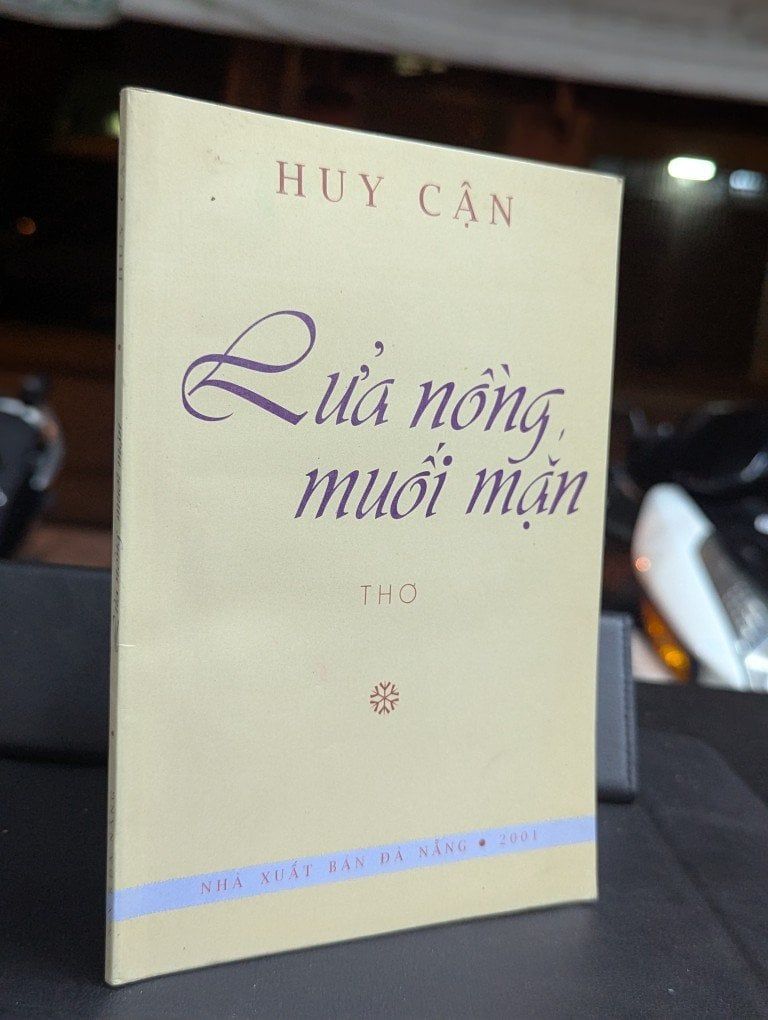 HUY CẬN
Lửa nồng
muối mặn
THƠ
NHÀ XUẤT BẢN ĐÀ NẴNG • 2001